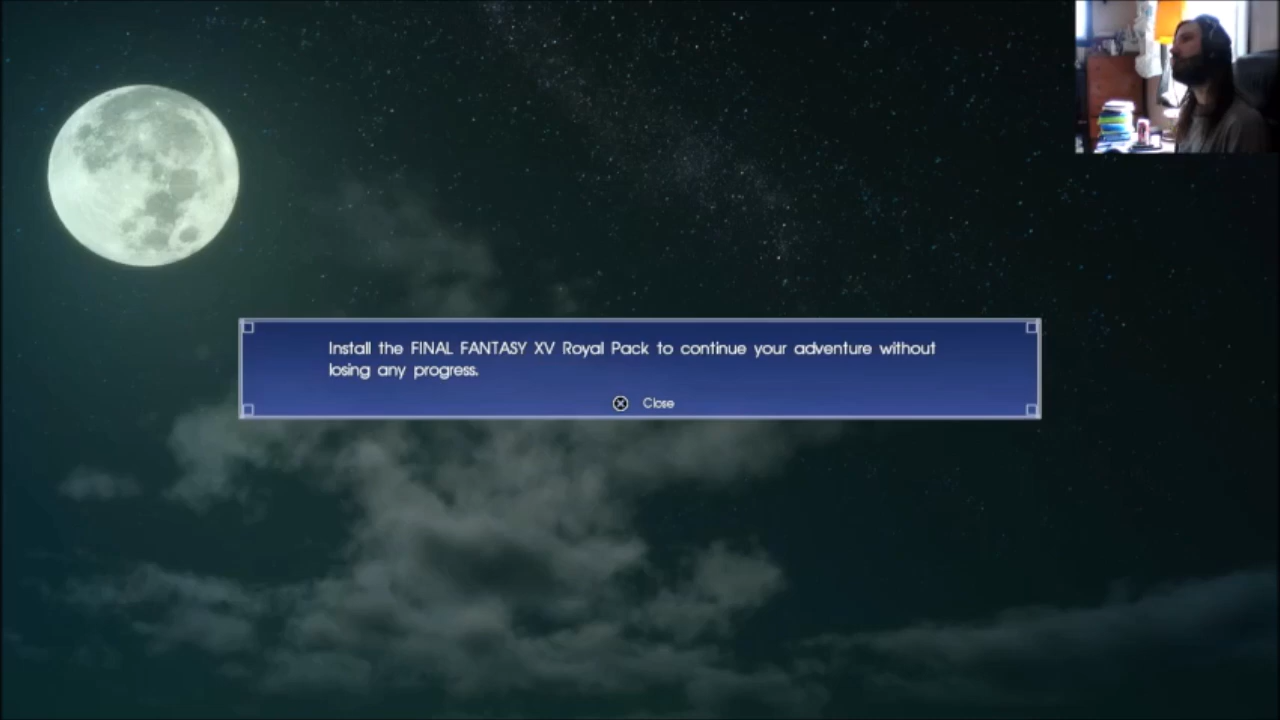 Install the FINAL FANTASY XV Royal Pack to continue your adventure without
losing any progress.
Close